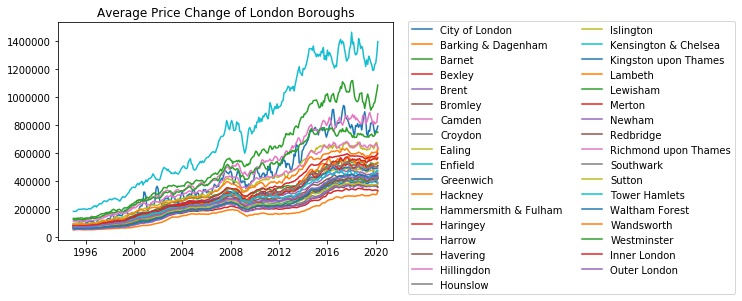 Average Price Change of London Boroughs
1400000
1200000
1000000
800000
600000
400000
200000
0
1996
2000
2004
2008
2012
2016
2020
City of London
Barking & Dagenham
Barnet
Bexley
Brent
Bromley
Camden
Croydon
Ealing
Enfield
Greenwich
Hackney
Hammersmith & Fulham
Haringey
Harrow
Havering
Hillingdon
Hounslow
Islington
Kensington & Chelsea
Kingston upon Thames
Lambeth
Lewisham
Merton
Newham
Redbridge
Richmond upon Thames
Southwark
Sutton
Tower Hamlets
Waltham Forest
Wandsworth
Westminster
Inner London
Outer London